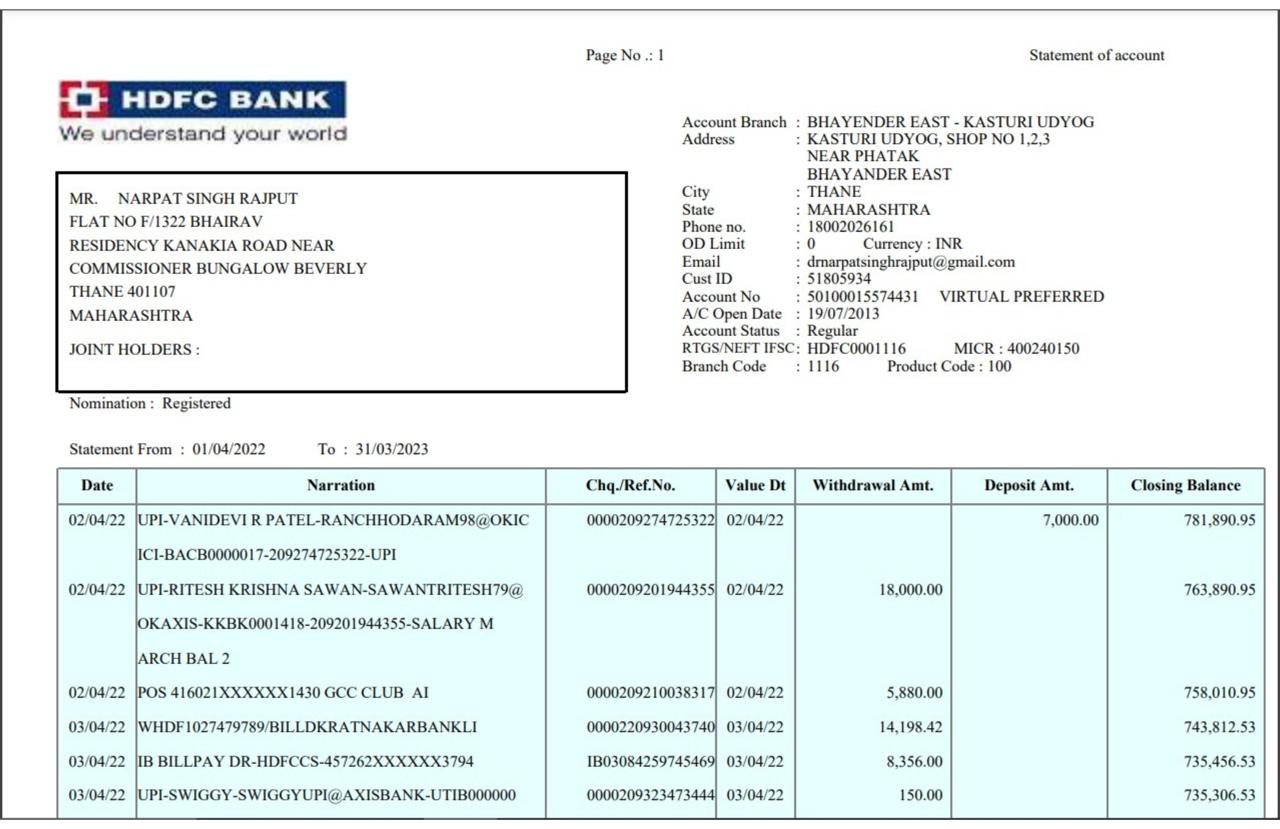 Page No .: 1 Statement of account
HDFC BANK
We understand your world
MR. NARPAT SINGH RAJPUT
FLAT NO F/1322 BHAIRAV
RESIDENCY KANAKIA ROAD NEAR
COMMISSIONER BUNGALOW BEVERLY
THANE 401107
MAHARASHTRA
JOINT HOLDERS :
Account Branch : BHAYENDER EAST - KASTURI UDYOG
Address : KASTURI UDYOG, SHOP NO 1,2,3
NEAR PHATAK
BHAYANDER EAST
City : THANE
State : MAHARASHTRA
Phone no. : 18002026161
OD Limit : 0 Currency : INR
Email : drnarpatsinghrajput@gmail.com
Cust ID : 51805934
Account No : 50100015574431 VIRTUAL PREFERRED
A/C Open Date : 19/07/2013
Account Status : Regular
RTGS/NEFT IFSC: HDFC0001116 MICR : 400240150
Branch Code : 1116 Product Code : 100
Nomination : Registered
Statement From : 01/04/2022 To : 31/03/2023
Date Narration Chq./Ref.No. Value Dt Withdrawal Amt. Deposit Amt. Closing Balance
02/04/22 UPI-VANIDEVI R PATEL-RANCHHODARAM98@OKIC 0000209274725322 02/04/22 7,000.00 781,890.95
ICI-BACB0000017-209274725322-UPI
02/04/22 UPI-RITESH KRISHNA SAWAN-SAWANTRITESH79@ 0000209201944355 02/04/22 18,000.00 763,890.95
OKAXIS-KKBK0001418-209201944355-SALARY M
ARCH BAL 2
02/04/22 POS 416021XXXXXX1430 GCC CLUB AI 0000209210038317 02/04/22 5,880.00 758,010.95
03/04/22 WHDF1027479789/BILLDKRATNAKARBANKLI 0000220930043740 03/04/22 14,198.42 743,812.53
03/04/22 IB BILLPAY DR-HDFCCS-457262XXXXXX3794 IB03084259745469 03/04/22 8,356.00 735,456.53
03/04/22 UPI-SWIGGY-SWIGGYUPI@AXISBANK-UTIB000000 0000209323473444 03/04/22 150.00 735,306.53